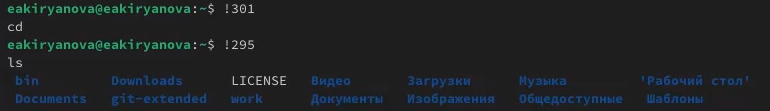 eakiryanova@eakiryanova:~$ !301
cd
eakiryanova@eakiryanova:~$ !295
ls
bin Downloads LICENSE Видео Загрузки Музыка 'Рабочий стол'
Documents git-extended work Документы Изображения Общедоступные Шаблоны